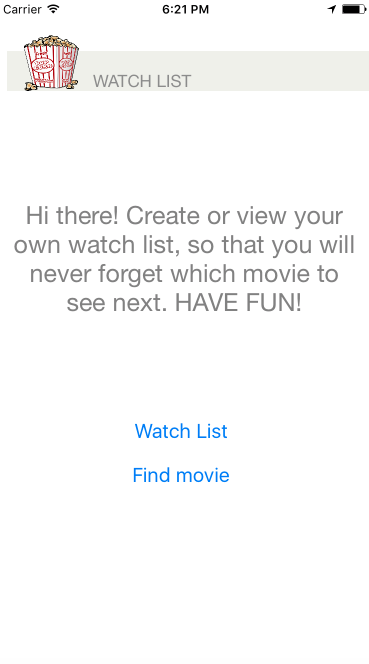 Carrier 6:21 PM
WATCH LIST
Hi there! Create or view your
own watch list, so that you will
never forget which movie to
see next. HAVE FUN!
Watch List
Find movie